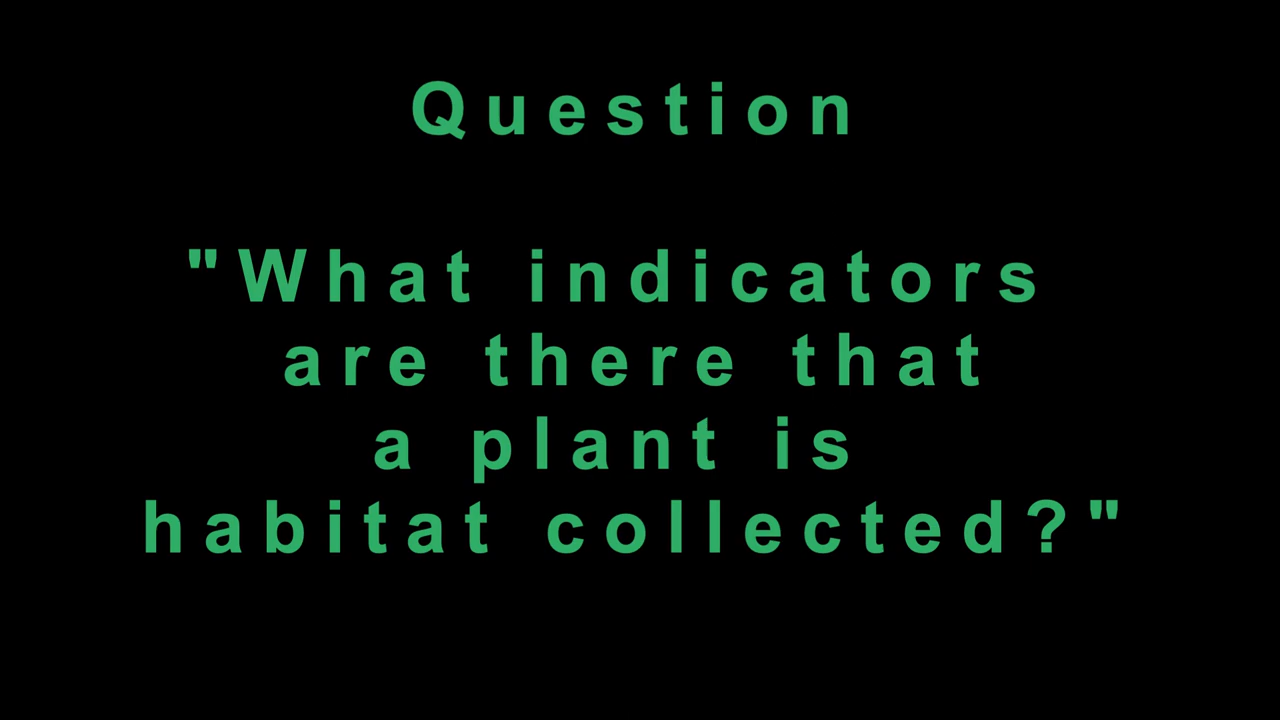 Question
"What indicators
are there that
a plant is
habitat collected?"